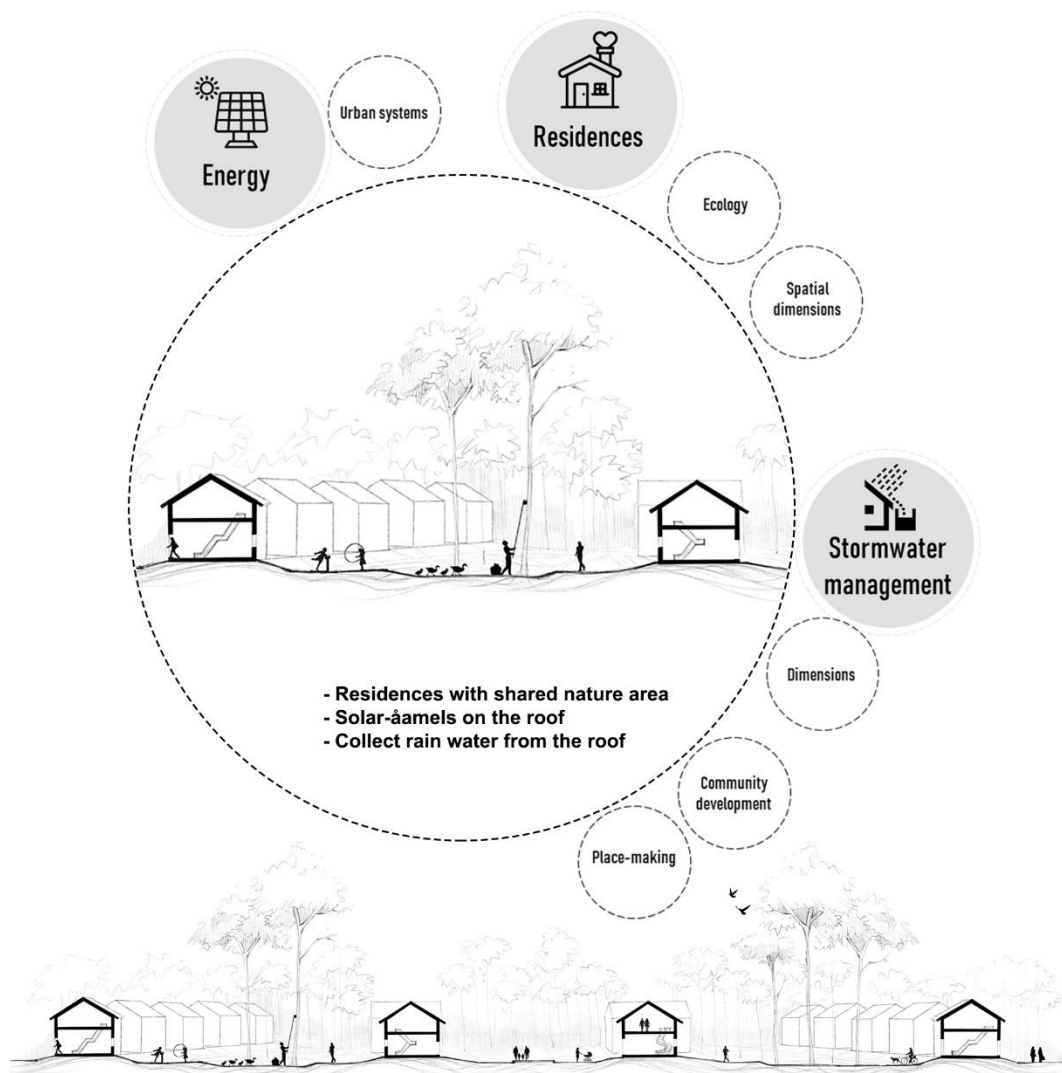 Energy
Urban systems
Residences
Ecology
Spatial
dimensions
Stormwater
management
- Residences with shared nature area
- Solar-åamels on the roof
- Collect rain water from the roof
Dimensions
Community
development
Place-making